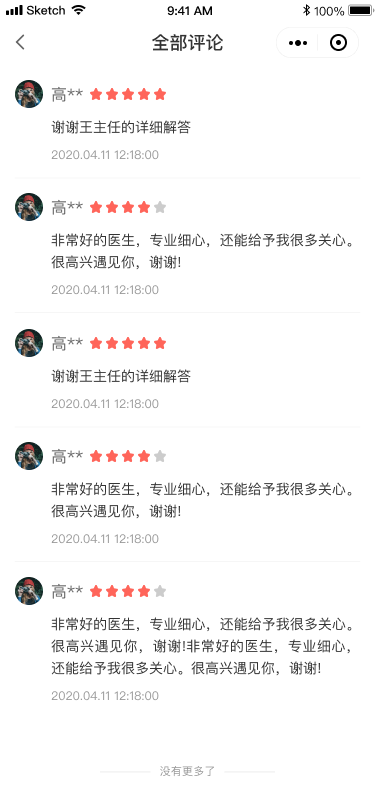 Sketch 9:41 AM 100%
全部评论
高**
谢谢王主任的详细解答
2020.04.11 12:18:00
高**
非常好的医生，专业细心，还能给予我很多关心。
很高兴遇见你，谢谢!
2020.04.11 12:18:00
高**
谢谢王主任的详细解答
2020.04.11 12:18:00
高**
非常好的医生，专业细心，还能给予我很多关心。
很高兴遇见你，谢谢!
2020.04.11 12:18:00
高**
非常好的医生，专业细心，还能给予我很多关心。
很高兴遇见你，谢谢!非常好的医生，专业细心，
还能给予我很多关心。很高兴遇见你，谢谢!
2020.04.11 12:18:00
没有更多了